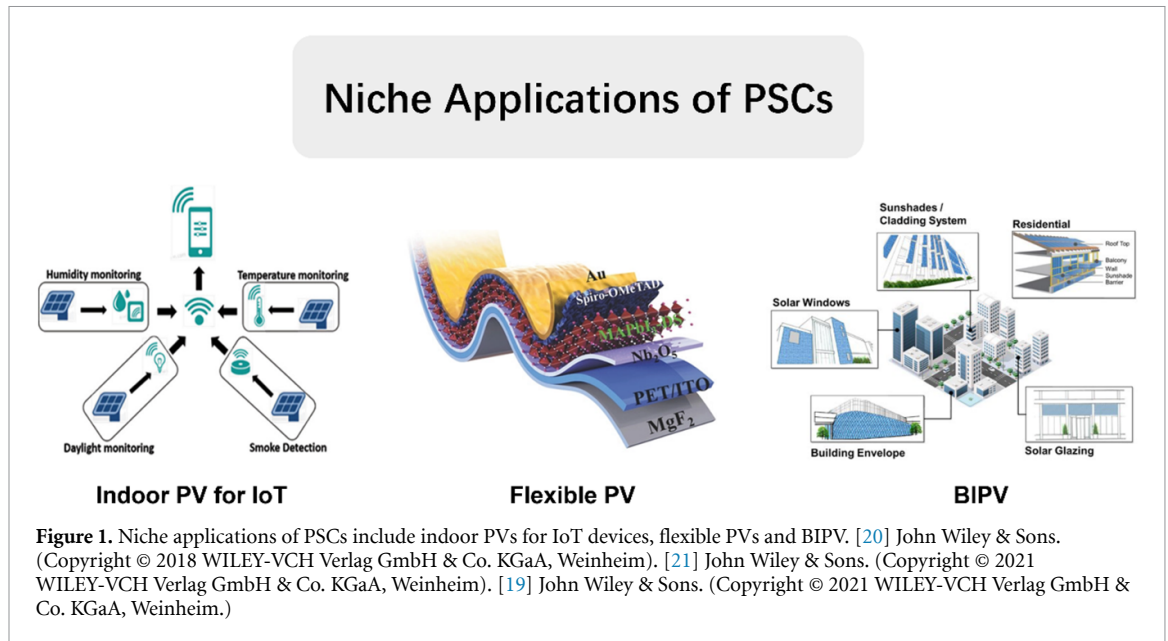 Niche Applications of PSCs
Humidity monitoring
Temperature monitoring
Daylight monitoring
Smoke Detection
Indoor PV for IoT
Au
Spiro-OMeTAD
Nb₂O₅
PET/ITO
MgF₂
Flexible PV
Sunshades /
Cladding System
Residential
Roof Top
Balcony
Wall
Sunshade
Barrier
Solar Windows
Building Envelope
Solar Glazing
BIPV
Figure 1. Niche applications of PSCs include indoor PVs for IoT devices, flexible PVs and BIPV. [20] John Wiley & Sons.
(Copyright © 2018 WILEY-VCH Verlag GmbH & Co. KGaA, Weinheim). [21] John Wiley & Sons. (Copyright © 2021
WILEY-VCH Verlag GmbH & Co. KGaA, Weinheim). [19] John Wiley & Sons. (Copyright © 2021 WILEY-VCH Verlag GmbH &
Co. KGaA, Weinheim.)